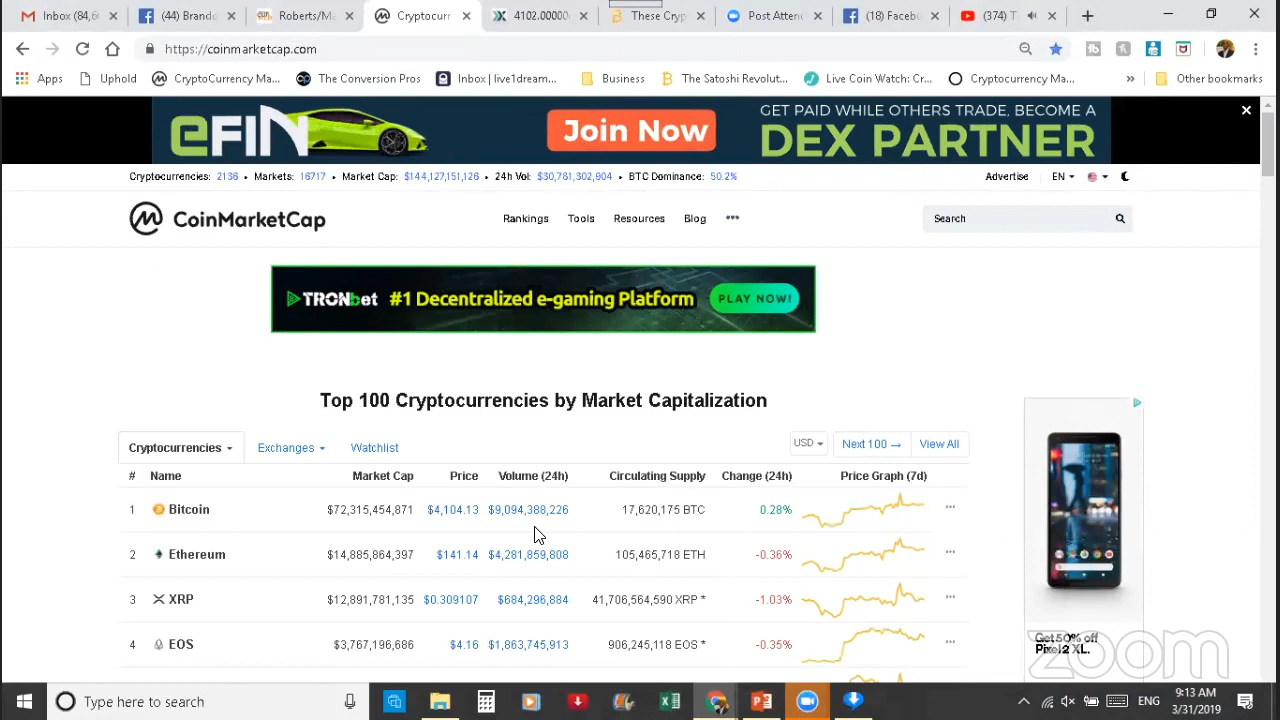 Inbox (84,6
(44) Brando
Roberts/Ma
Cryptocurr
4102.00000
These Cryp
Post Attend
(18) Facebo
(374) T
https://coinmarketcap.com
Apps
Uphold
CryptoCurrency Ma...
The Conversion Pros
Inbox | live1dream...
Business
The Satoshi Revolut...
Live Coin Watch: Cr...
Cryptocurrency Ma...
Other bookmarks
eFIN
Join Now
GET PAID WHILE OTHERS TRADE, BECOME A
DEX PARTNER
Cryptocurrencies: 2136 • Markets: 16717 • Market Cap: $144,127,151,126 • 24h Vol: $30,781,302,904 • BTC Dominance: 50.2%
Advertise
EN
CoinMarketCap
Rankings
Tools
Resources
Blog
Search
TRONbet #1 Decentralized e-gaming Platform PLAY NOW!
Top 100 Cryptocurrencies by Market Capitalization
Cryptocurrencies
Exchanges
Watchlist
USD
Next 100 →
View All
# Name Market Cap Price Volume (24h) Circulating Supply Change (24h) Price Graph (7d)
1 Bitcoin $72,315,454,871 $4,104.13 $9,094,388,226 17,620,175 BTC 0.28%
2 Ethereum $14,885,864,397 $141.14 $4,281,859,808 105,465,718 ETH -0.36%
3 XRP $12,891,781,135 $0.309107 $684,296,884 41,706,564,590 XRP * -1.03%
4 EOS $3,767,196,686 $4.16 $1,863,745,913 906,245,118 EOS * -0.35%
Get 50% off
Pixel 2 XL.
zoom
Type here to search
ENG
9:13 AM
3/31/2019